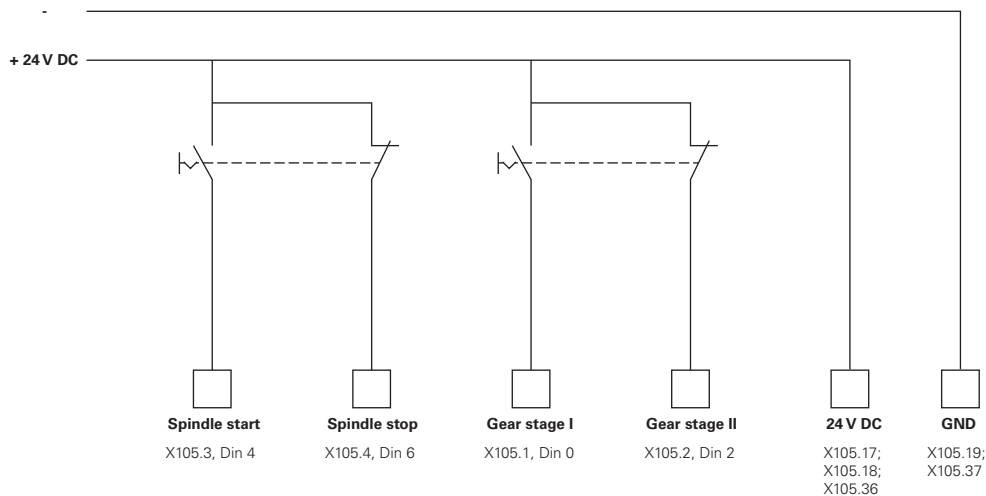 -
+ 24 V DC
Spindle start
X105.3, Din 4
Spindle stop
X105.4, Din 6
Gear stage I
X105.1, Din 0
Gear stage II
X105.2, Din 2
24 V DC
X105.17;
X105.18;
X105.36
GND
X105.19;
X105.37